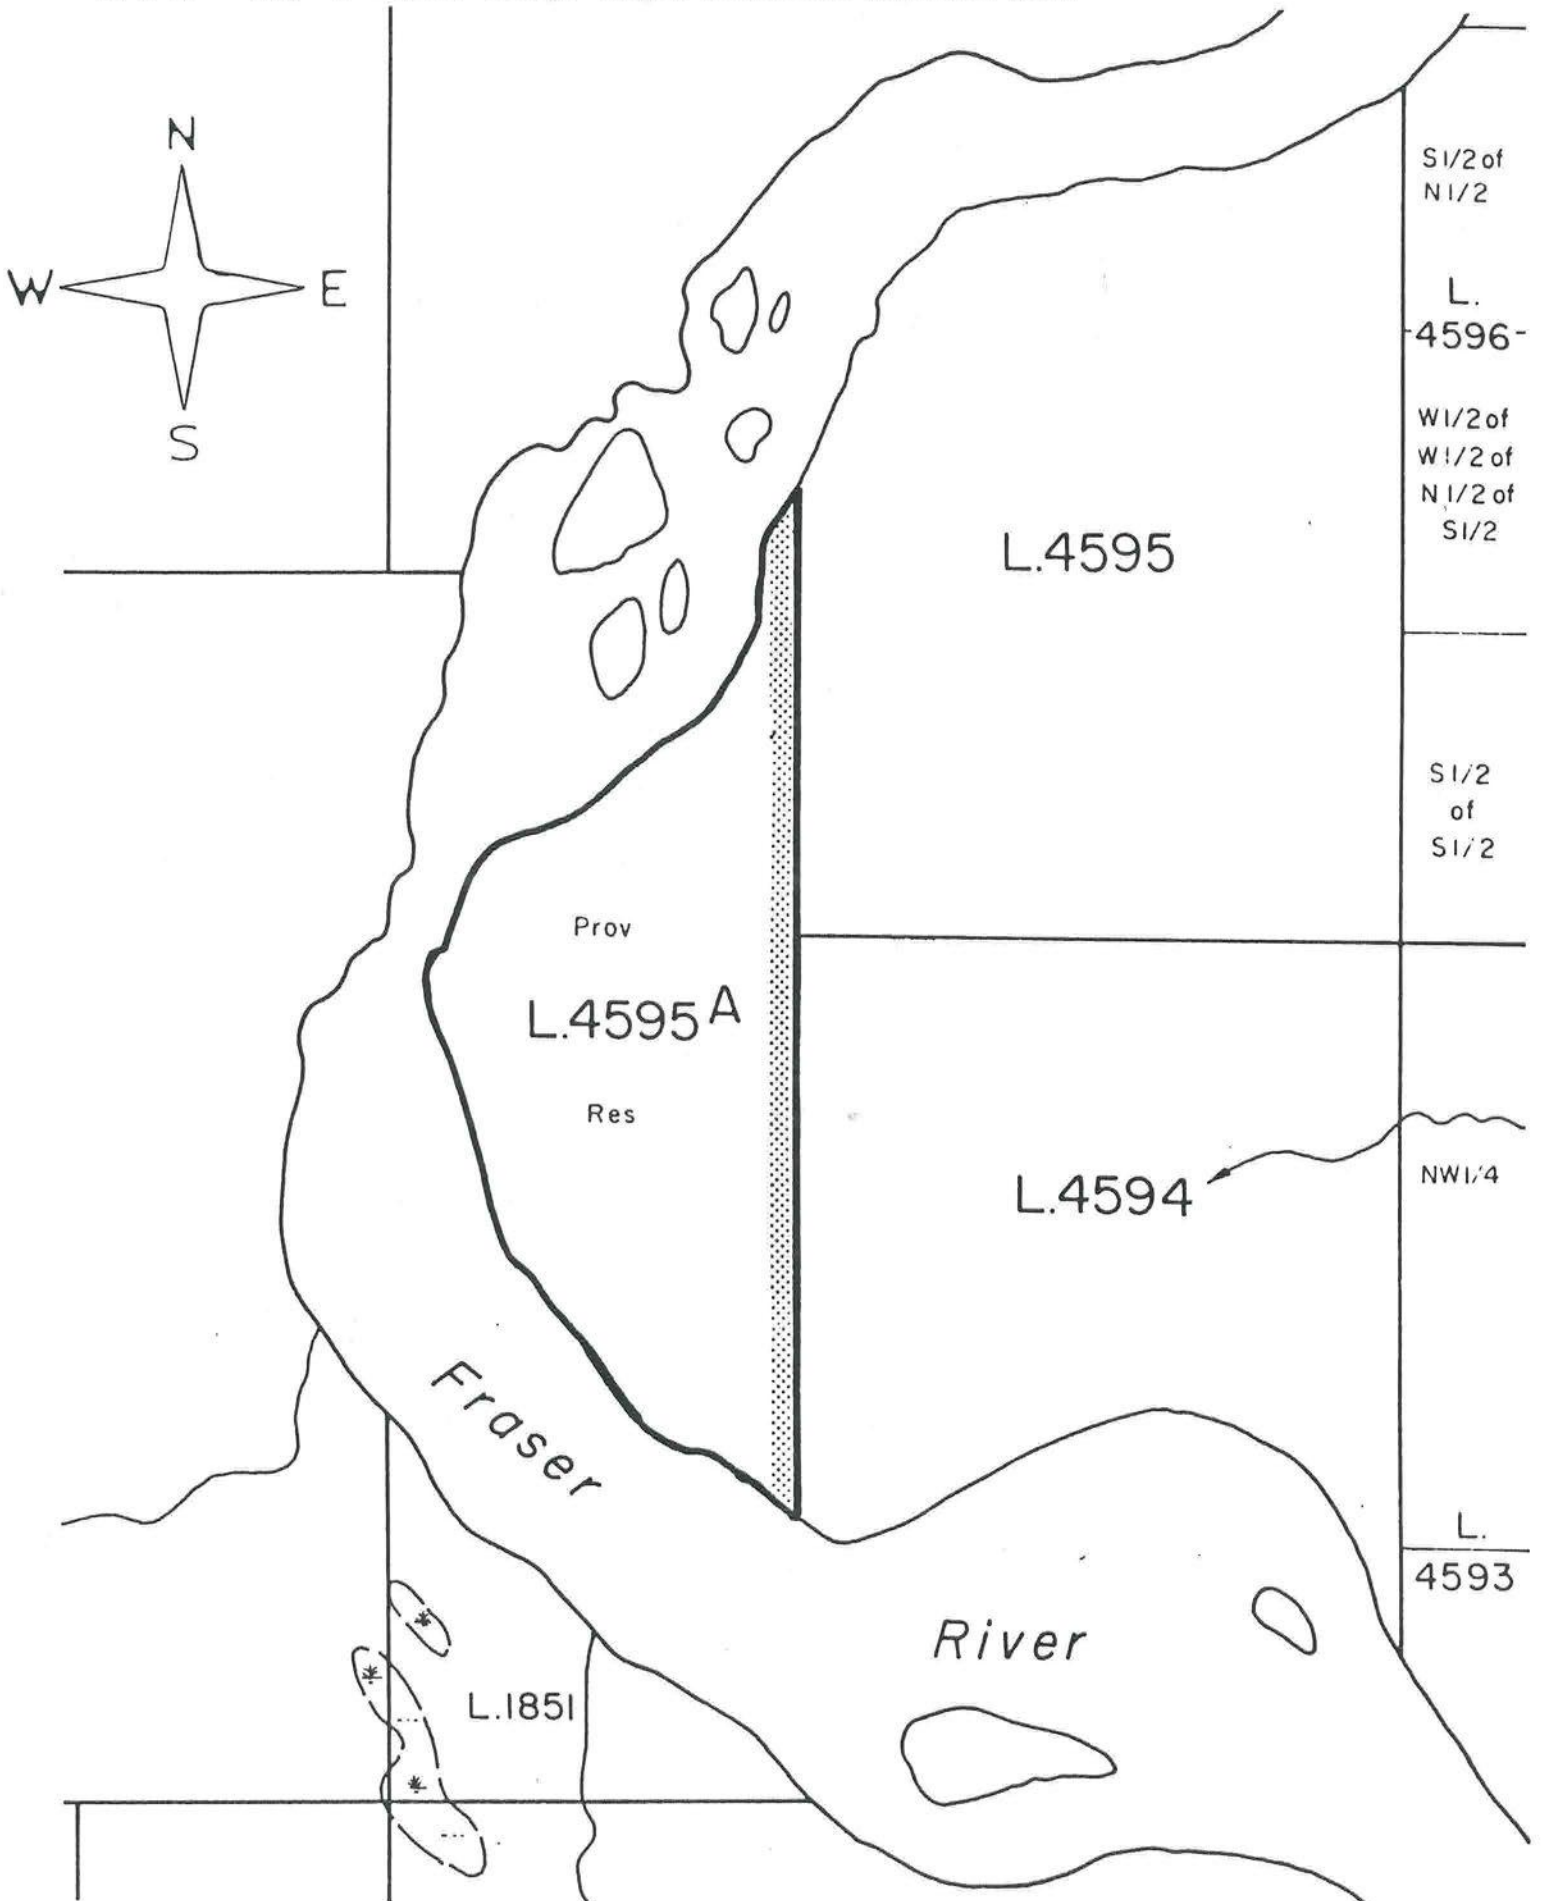 N
W
E
S
S1/2 of
N1/2
L.
4596
W1/2 of
W1/2 of
N1/2 of
S1/2
L.4595
S1/2
of
S1/2
Prov
L.4595A
Res
L.4594
NW1/4
Fraser
River
L.
4593
L.1851